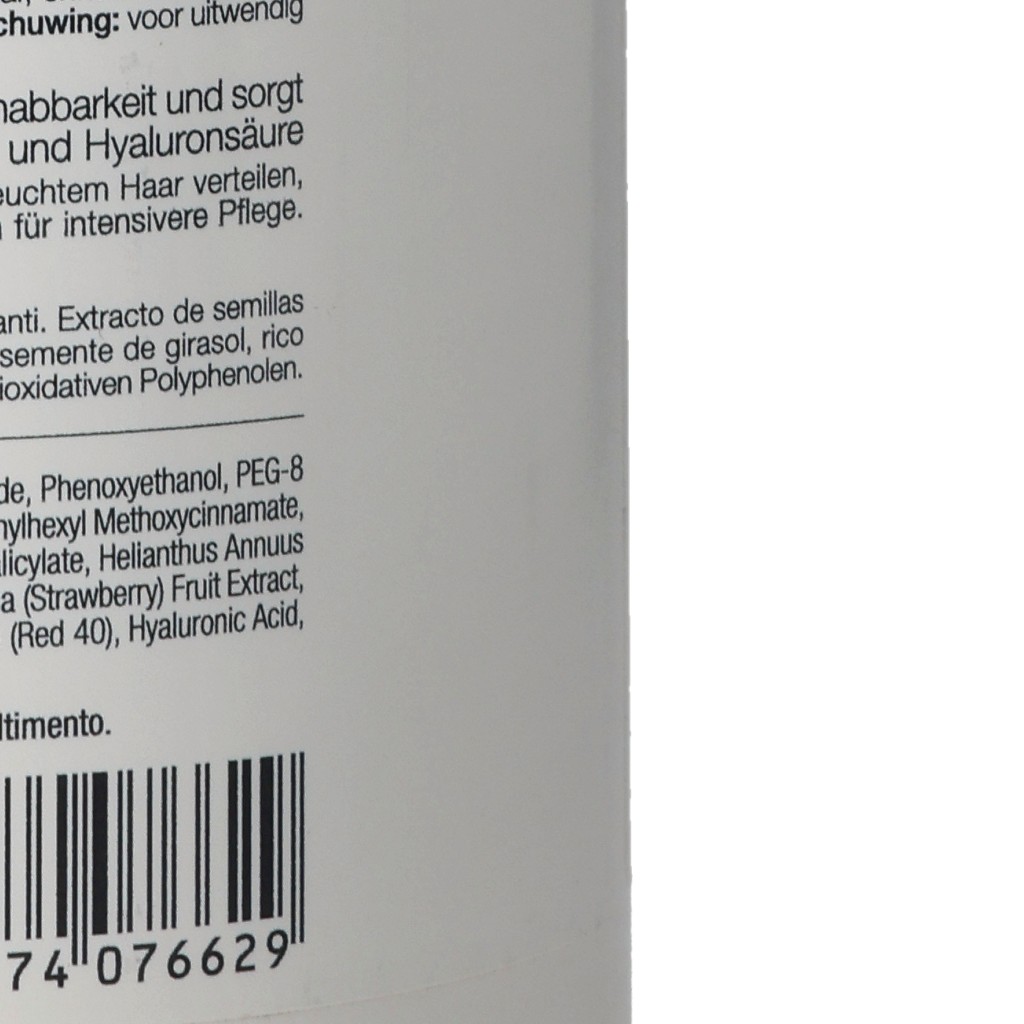 chuwing: voor uitwendig
nabbarkeit und sorgt
und Hyaluronsäure
euchtem Haar verteilen,
für intensivere Pflege.
anti. Extracto de semillas
semente de girasol, rico
ioxidativen Polyphenolen.
de, Phenoxyethanol, PEG-8
nylhexyl Methoxycinnamate,
licylate, Helianthus Annuus
a (Strawberry) Fruit Extract,
(Red 40), Hyaluronic Acid,
ltimento.
74 076629